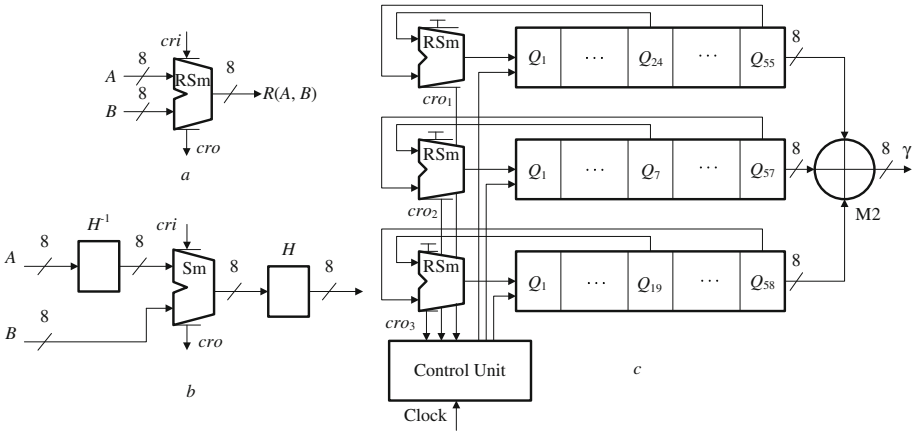 cri
8
A
8
RSm
8
B
R(A, B)
cro
a
H⁻¹
H
cri
A
8
8
Sm
8
8
B
8
cro
b
RSm
Q₁ ··· Q₂₄ ··· Q₅₅
8
cro₁
RSm
Q₁ ··· Q₇ ··· Q₅₇
8
8
γ
cro₂
M2
RSm
Q₁ ··· Q₁₉ ··· Q₅₈
8
cro₃
Control Unit
c
Clock